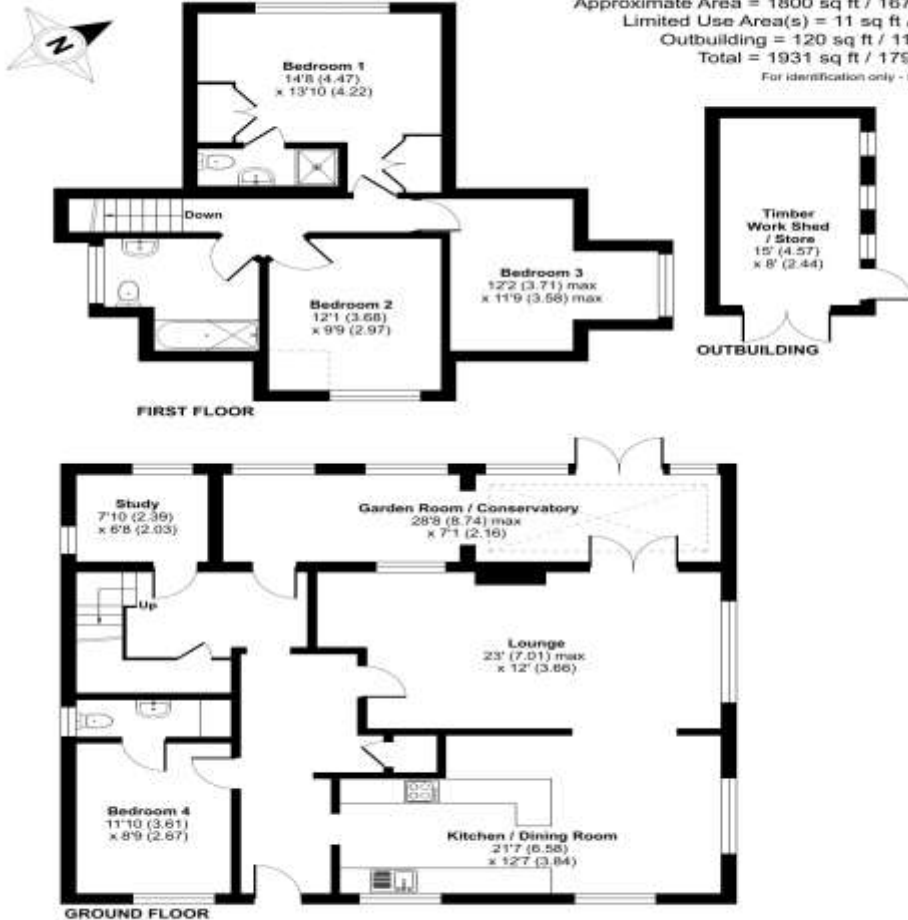 Approximate Area = 1800 sq ft / 167
Limited Use Area(s) = 11 sq ft /
Outbuilding = 120 sq ft / 11
Total = 1931 sq ft / 179
For identification only -
N
Bedroom 1
14'8 (4.47)
x 13'10 (4.22)
Down
Bedroom 2
12'1 (3.68)
x 9'9 (2.97)
Bedroom 3
12'2 (3.71) max
x 11'9 (3.58) max
FIRST FLOOR
Timber
Work Shed
/ Store
15' (4.57)
x 8' (2.44)
OUTBUILDING
Study
7'10 (2.39)
x 6'8 (2.03)
Garden Room / Conservatory
28'8 (8.74) max
x 7'1 (2.16)
Up
Lounge
23' (7.01) max
x 12' (3.66)
Bedroom 4
11'10 (3.61)
x 8'9 (2.67)
Kitchen / Dining Room
21'7 (6.58)
x 12'7 (3.84)
GROUND FLOOR